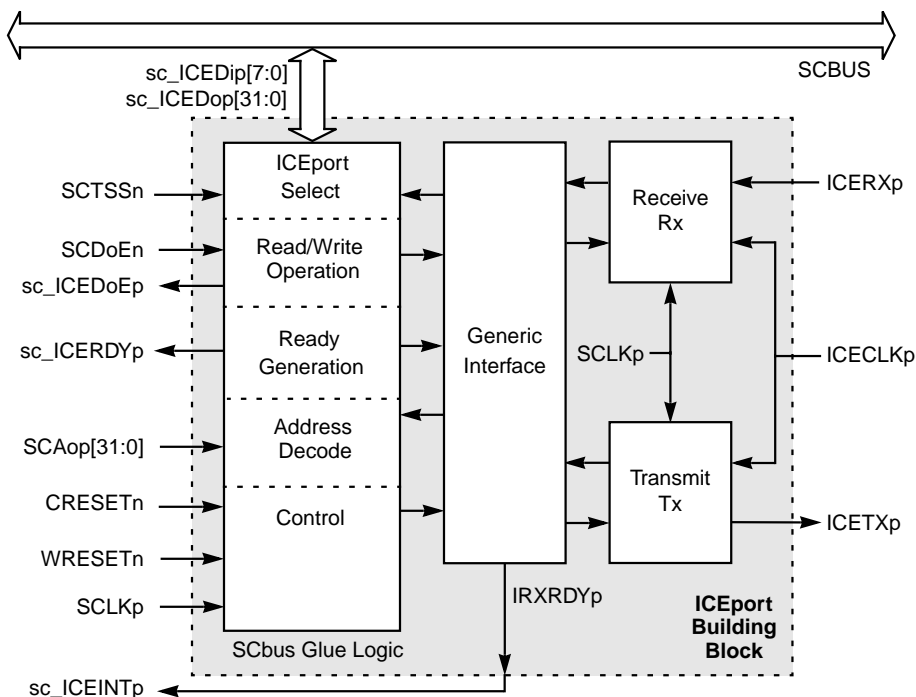 SCBUS
sc_ICEDip[7:0]
sc_ICEDop[31:0]
SCTSSn
SCDoEn
sc_ICEDoEp
sc_ICERDYp
SCAop[31:0]
CRESETn
WRESETn
SCLKp
sc_ICEINTp
ICEport
Select
Read/Write
Operation
Ready
Generation
Address
Decode
Control
SCbus Glue Logic
Generic
Interface
IRXRDYp
Receive
Rx
SCLKp
Transmit
Tx
ICERXp
ICECLKp
ICETXp
ICEport
Building
Block